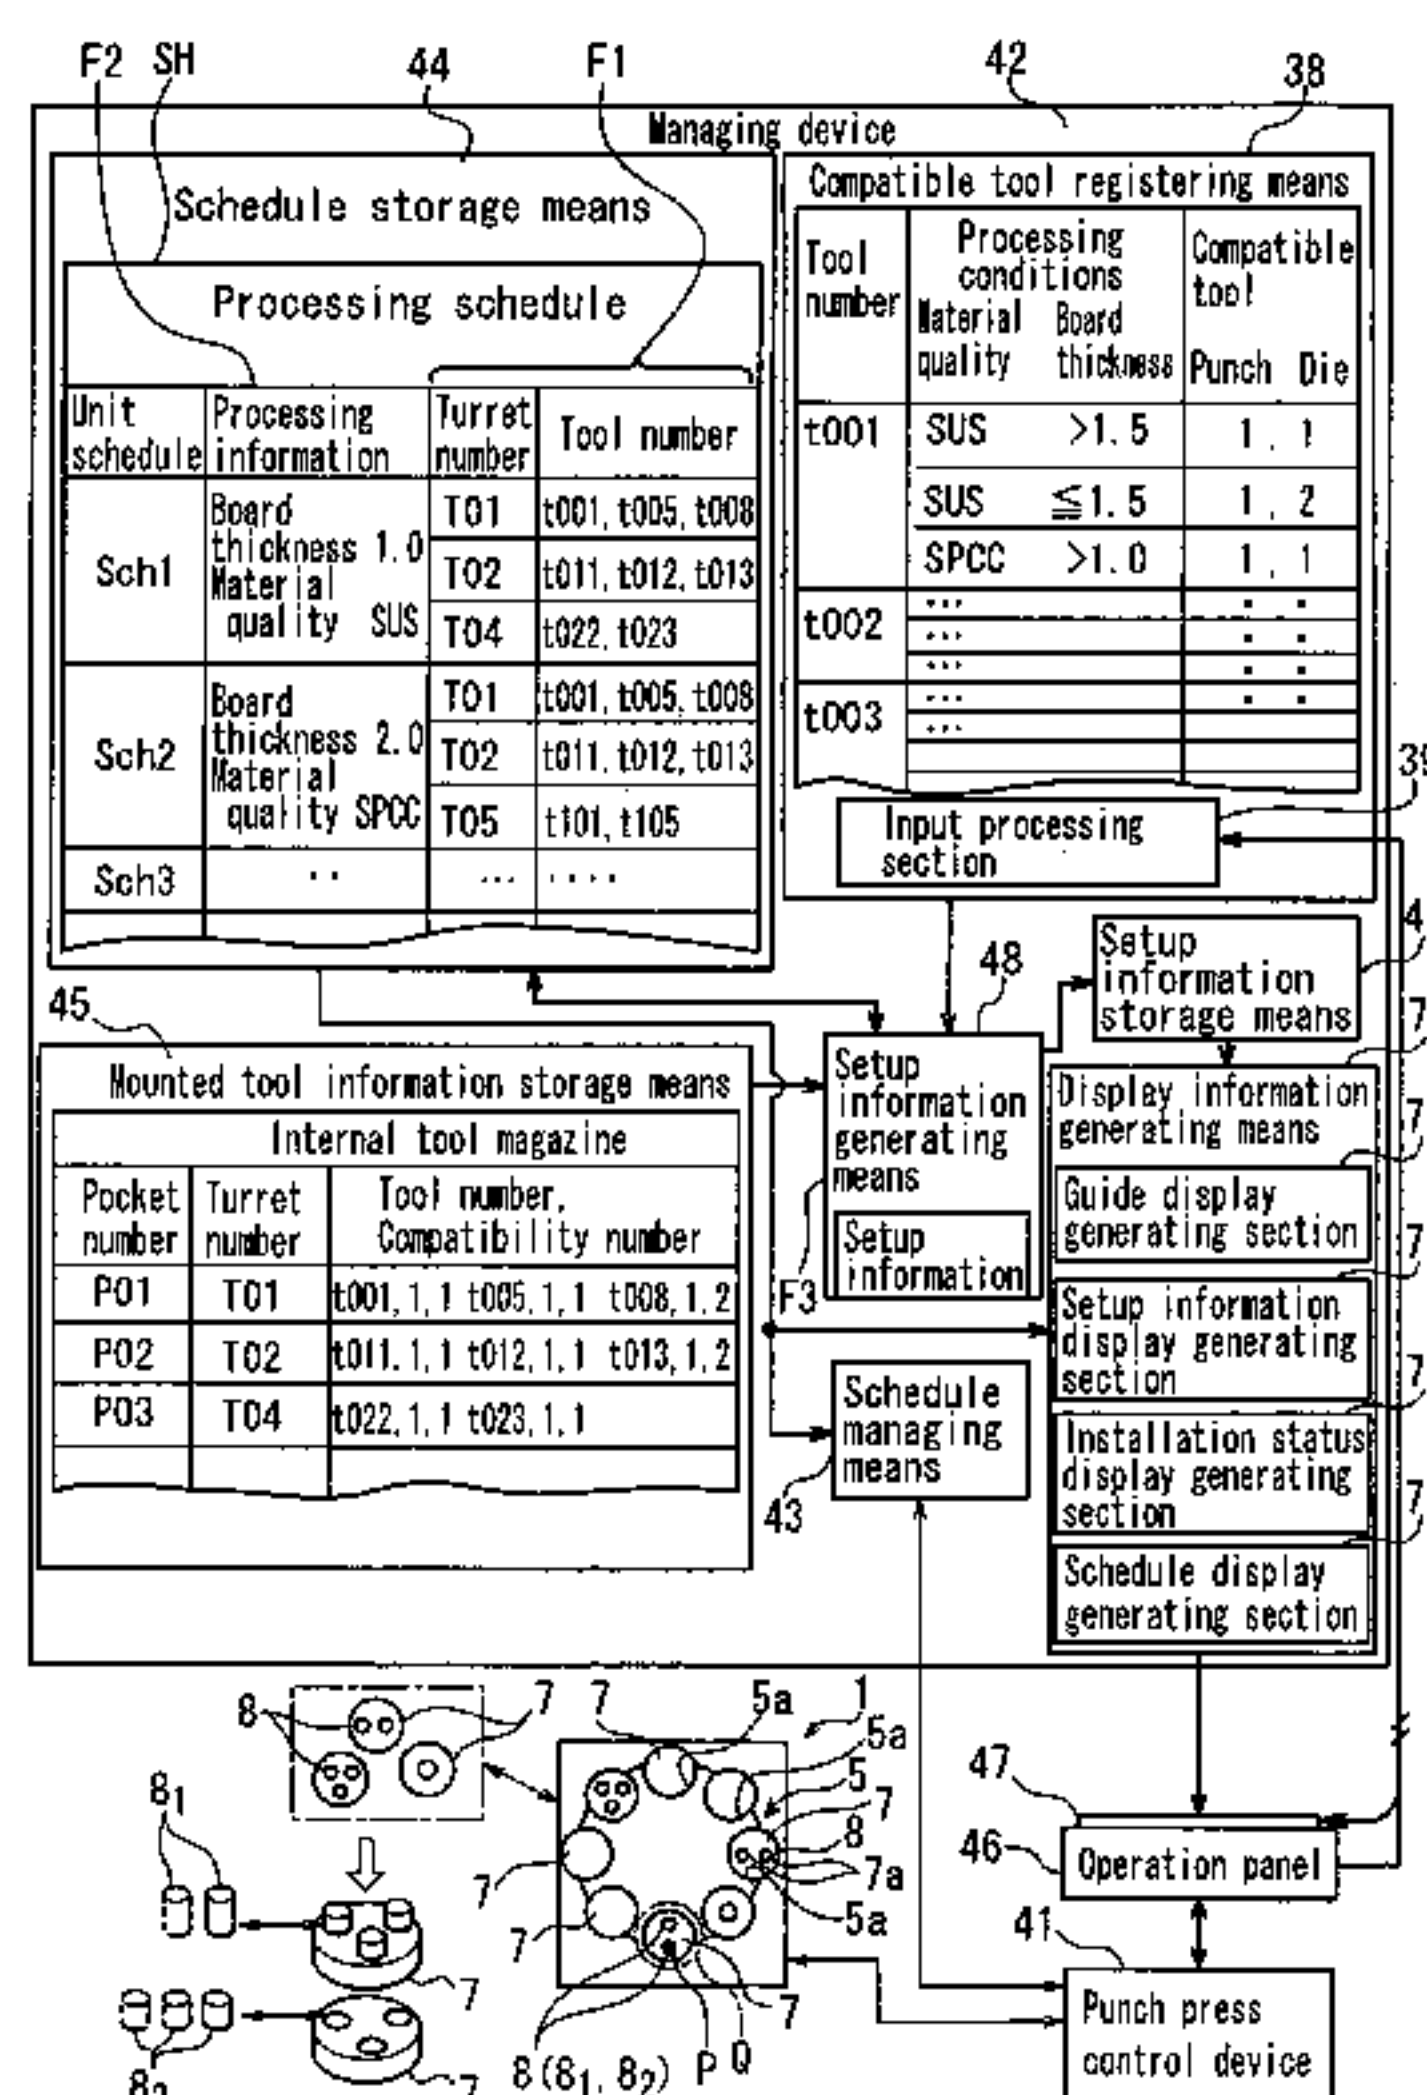 F2 SH 44 F1 42 38
Managing device
Schedule storage means
Processing schedule
Unit schedule
Processing information
Turret number
Tool number
Sch1
Board
thickness 1.0
Material
quality SUS
T01 t001, t005, t008
T02 t011, t012, t013
T04 t022, t023
Sch2
Board
thickness 2.0
Material
quality SPCC
T01 t001, t005, t008
T02 t011, t012, t013
T05 t101, t105
Sch3 ‥ ... ....
Compatible tool registering means
Tool
number
Processing
conditions
Material
quality
Board
thickness
Compatible
tool
Punch Die
t001 SUS >1.5 1, 1
SUS ≦1.5 1, 2
SPCC >1.0 1, 1
t002 ...
...
...
t003 ...
...
39
Input processing
section
45
Mounted tool information storage means
Internal tool magazine
Pocket
number
Turret
number
Tool number,
Compatibility number
P01 T01 t001,1,1 t005,1,1 t008,1,2
P02 T02 t011.1,1 t012,1,1 t013,1,2
P03 T04 t022,1,1 t023,1,1
48
Setup
information
generating
means
Setup
information
F3
Schedule
managing
means
43
Setup
information
storage means
Display information
generating means
Guide display
generating section
Setup information
display generating
section
Installation status
display generating
section
Schedule display
generating section
8 7 7 5a 1
5a
5
7
8
7a
5a
7
7
7
8(8₁, 8₂) P Q
8₁
7
8₂
7
47
46
Operation panel
41
Punch press
control device